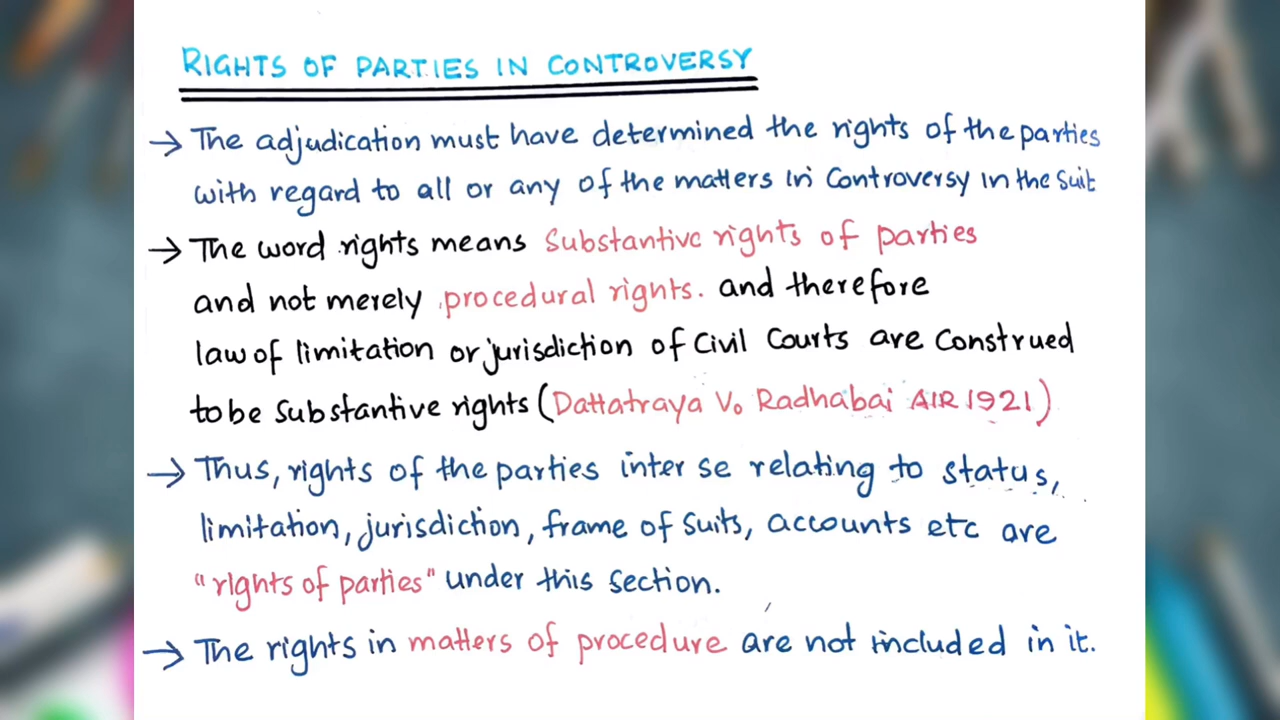 RIGHTS OF PARTIES IN CONTROVERSY
→ The adjudication must have determined the rights of the parties
with regard to all or any of the matters in Controversy in the suit
→ The word rights means Substantive rights of parties
and not merely procedural rights. and therefore
law of limitation or jurisdiction of Civil Courts are Construed
to be Substantive rights (Dattatraya V. Radhabai AIR 1921)
→ Thus, rights of the parties inter se relating to status,
limitation, jurisdiction, frame of Suits, accounts etc are
"rights of parties" under this section.
→ The rights in matters of procedure are not included in it.